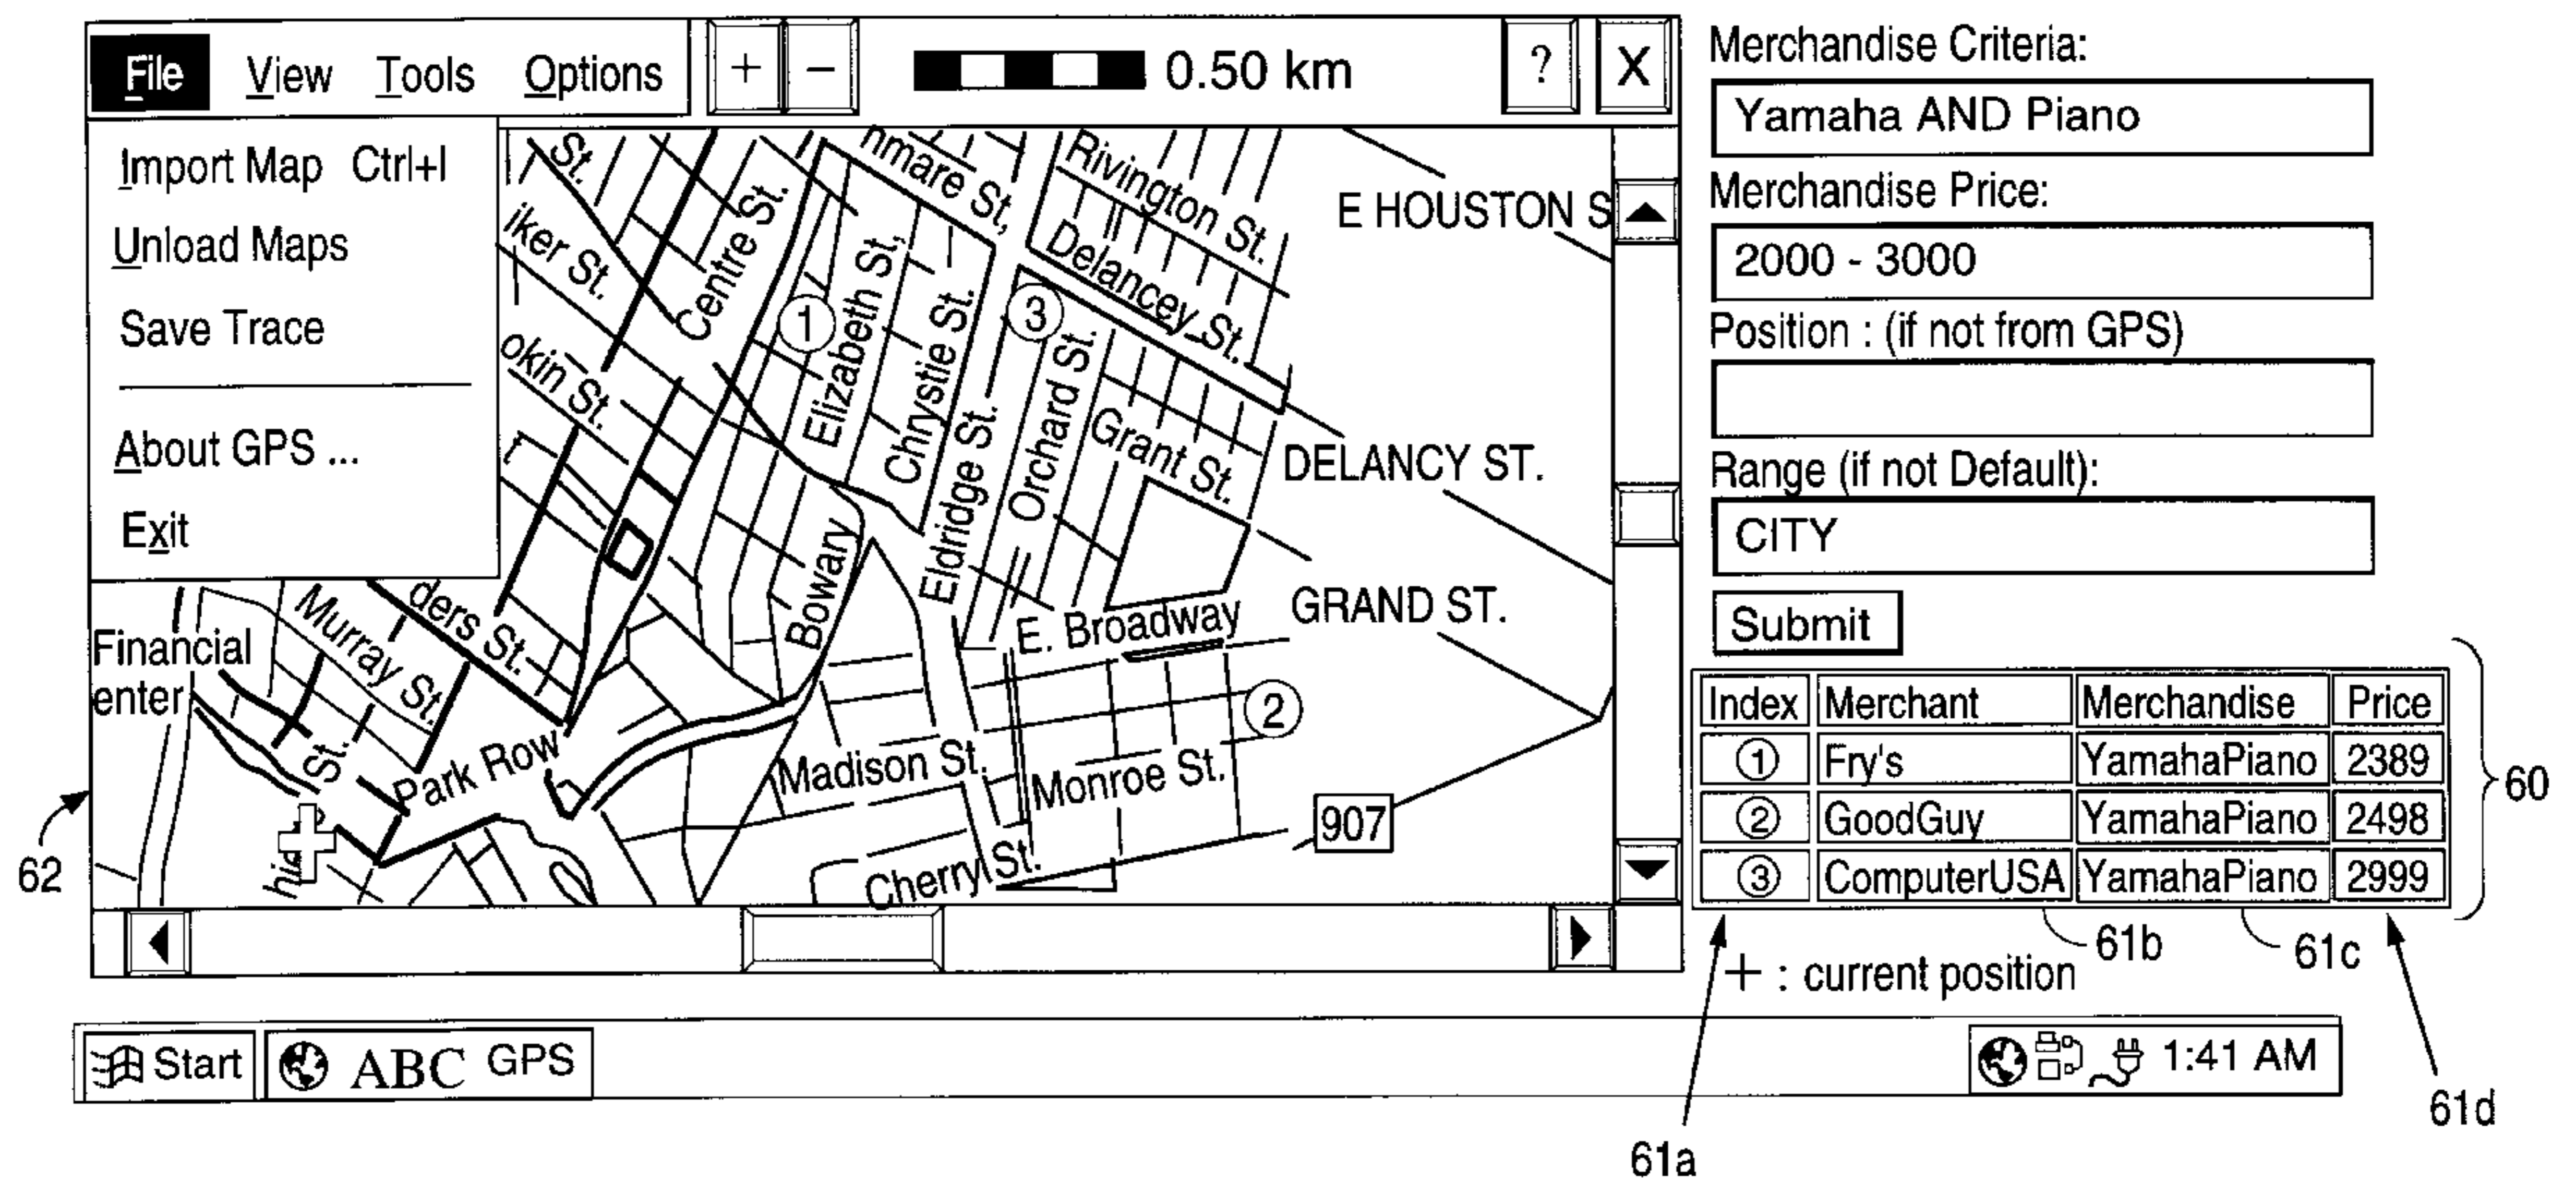 File View Tools Options + − 0.50 km ? X
Import Map Ctrl+I
Unload Maps
Save Trace
About GPS ...
Exit
St.
nmare St,
Rivington St.
E HOUSTON S
iker St.
Centre St.
Delancey St.
1
3
Elizabeth St,
Chrystie St.
okin St.
Orchard St.
Eldridge St.
Grant St.
DELANCY ST.
Bowary
GRAND ST.
E. Broadway
ders St.
Murray St.
Financial
enter
2
St.
Park Row
Madison St.
Monroe St.
907
Cherry St.
62
Merchandise Criteria:
Yamaha AND Piano
Merchandise Price:
2000 - 3000
Position : (if not from GPS)
Range (if not Default):
CITY
Submit
Index Merchant Merchandise Price
1 Fry's YamahaPiano 2389
2 GoodGuy YamahaPiano 2498
3 ComputerUSA YamahaPiano 2999
60
61b
61c
+ : current position
Start ABC GPS 1:41 AM
61d
61a